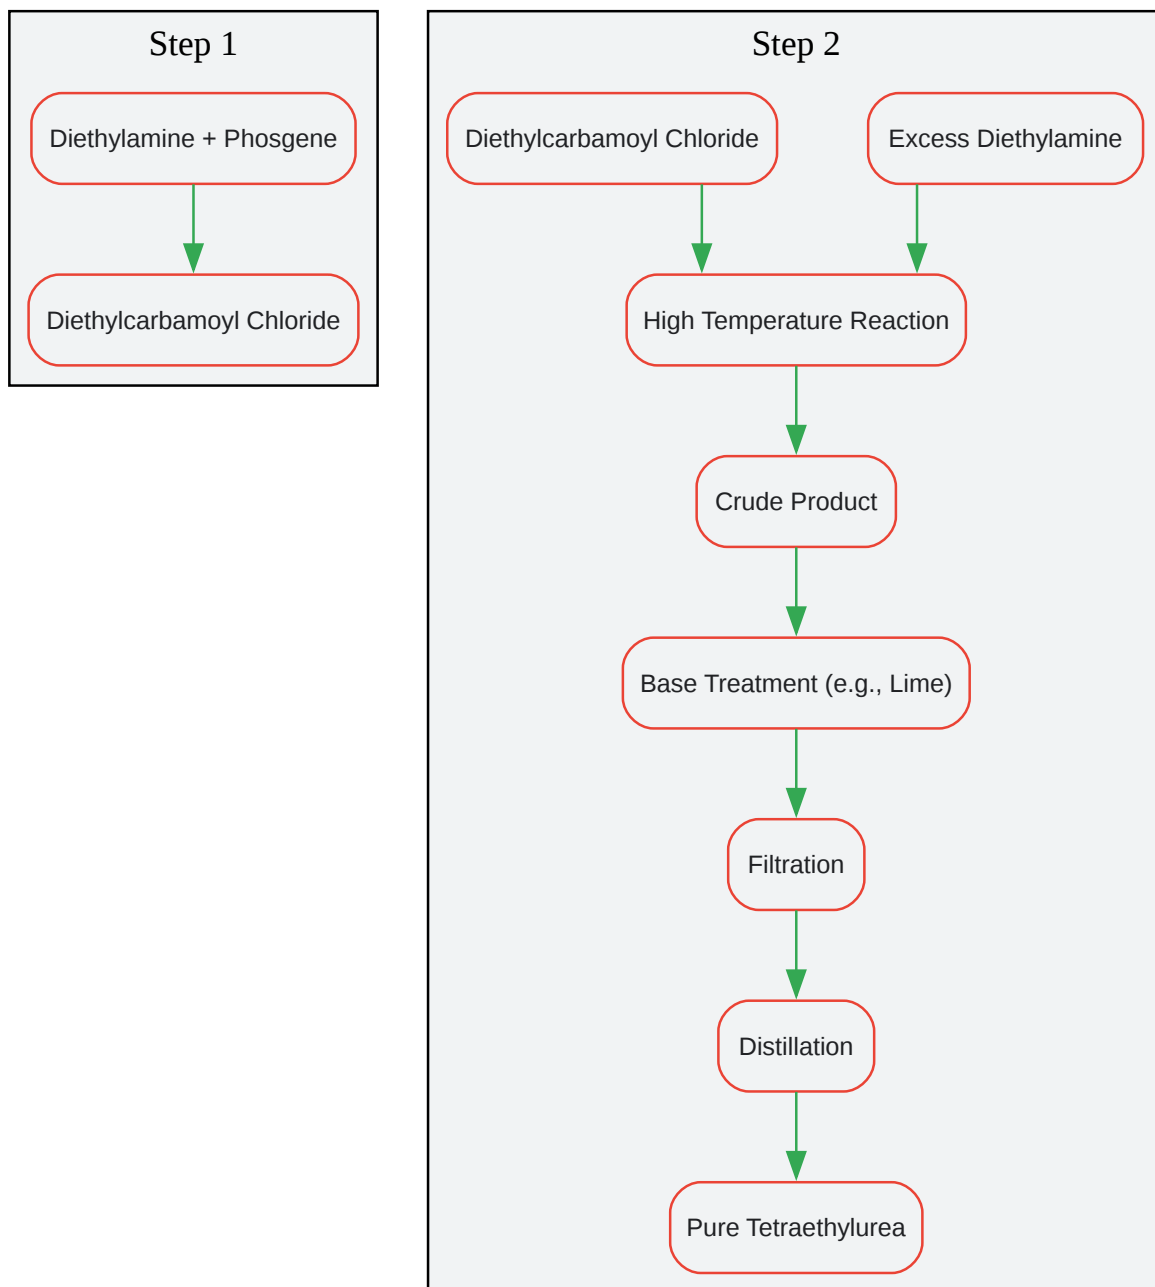 Step 1
Diethylamine + Phosgene
Diethylcarbamoyl Chloride
Step 2
Diethylcarbamoyl Chloride
Excess Diethylamine
High Temperature Reaction
Crude Product
Base Treatment (e.g., Lime)
Filtration
Distillation
Pure Tetraethylurea